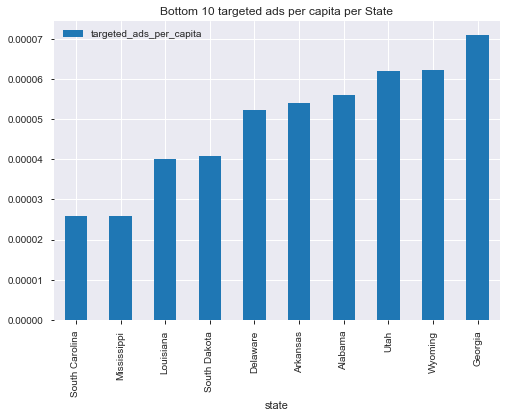 Bottom 10 targeted ads per capita per State
targeted_ads_per_capita
0.00007
0.00006
0.00005
0.00004
0.00003
0.00002
0.00001
0.00000
South Carolina
Mississippi
Louisiana
South Dakota
Delaware
Arkansas
Alabama
Utah
Wyoming
Georgia
state